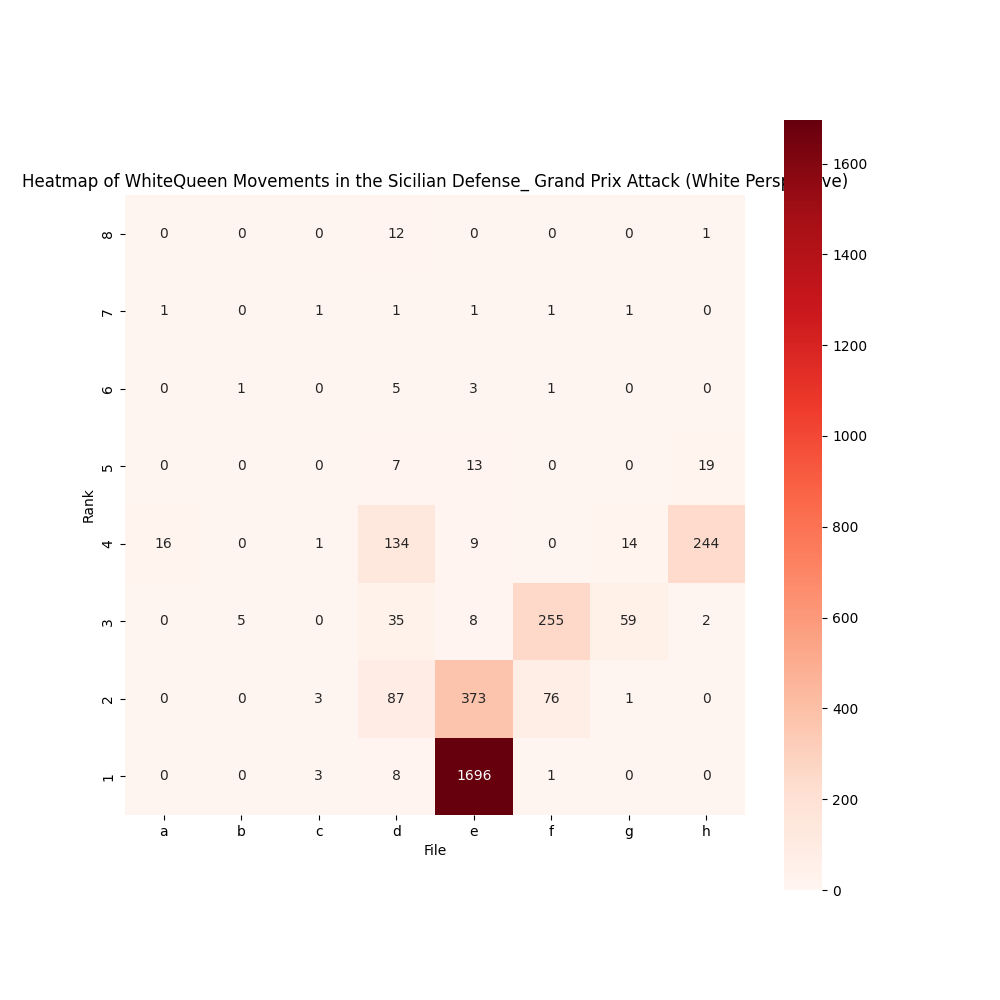 Heatmap of WhiteQueen Movements in the Sicilian Defense_ Grand Prix Attack (White Persp ve)
8 0 0 0 12 0 0 0 1
7 1 0 1 1 1 1 1 0
6 0 1 0 5 3 1 0 0
5 0 0 0 7 13 0 0 19
Rank
4 16 0 1 134 9 0 14 244
3 0 5 0 35 8 255 59 2
2 0 0 3 87 373 76 1 0
1 0 0 3 8 1696 1 0 0
a b c d e f g h
File
1600
1400
1200
1000
800
600
400
200
0